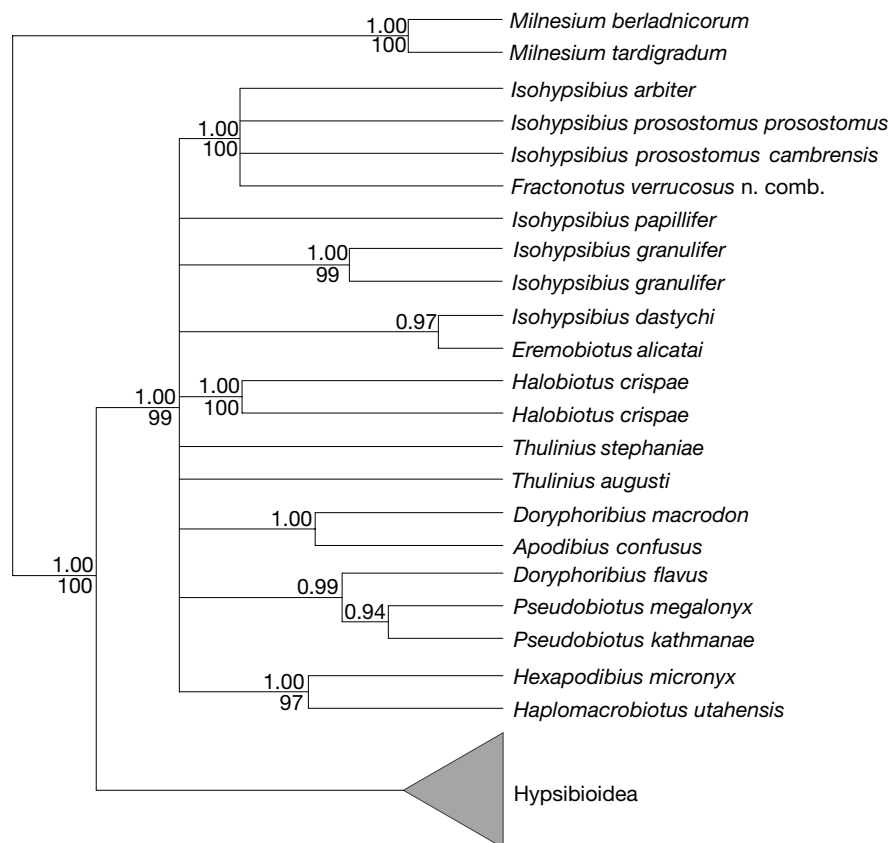 1.00
100
Milnesium berladnicorum
Milnesium tardigradum
1.00
100
Isohypsibius arbiter
Isohypsibius prosostomus prosostomus
Isohypsibius prosostomus cambrensis
Fractonotus verrucosus n. comb.
Isohypsibius papillifer
1.00
99
Isohypsibius granulifer
Isohypsibius granulifer
0.97
Isohypsibius dastychi
Eremobiotus alicatai
1.00
99
1.00
100
Halobiotus crispae
Halobiotus crispae
Thulinius stephaniae
Thulinius augusti
1.00
Doryphoribius macrodon
Apodibius confusus
1.00
100
0.99
Doryphoribius flavus
0.94
Pseudobiotus megalonyx
Pseudobiotus kathmanae
1.00
97
Hexapodibius micronyx
Haplomacrobiotus utahensis
Hypsibioidea